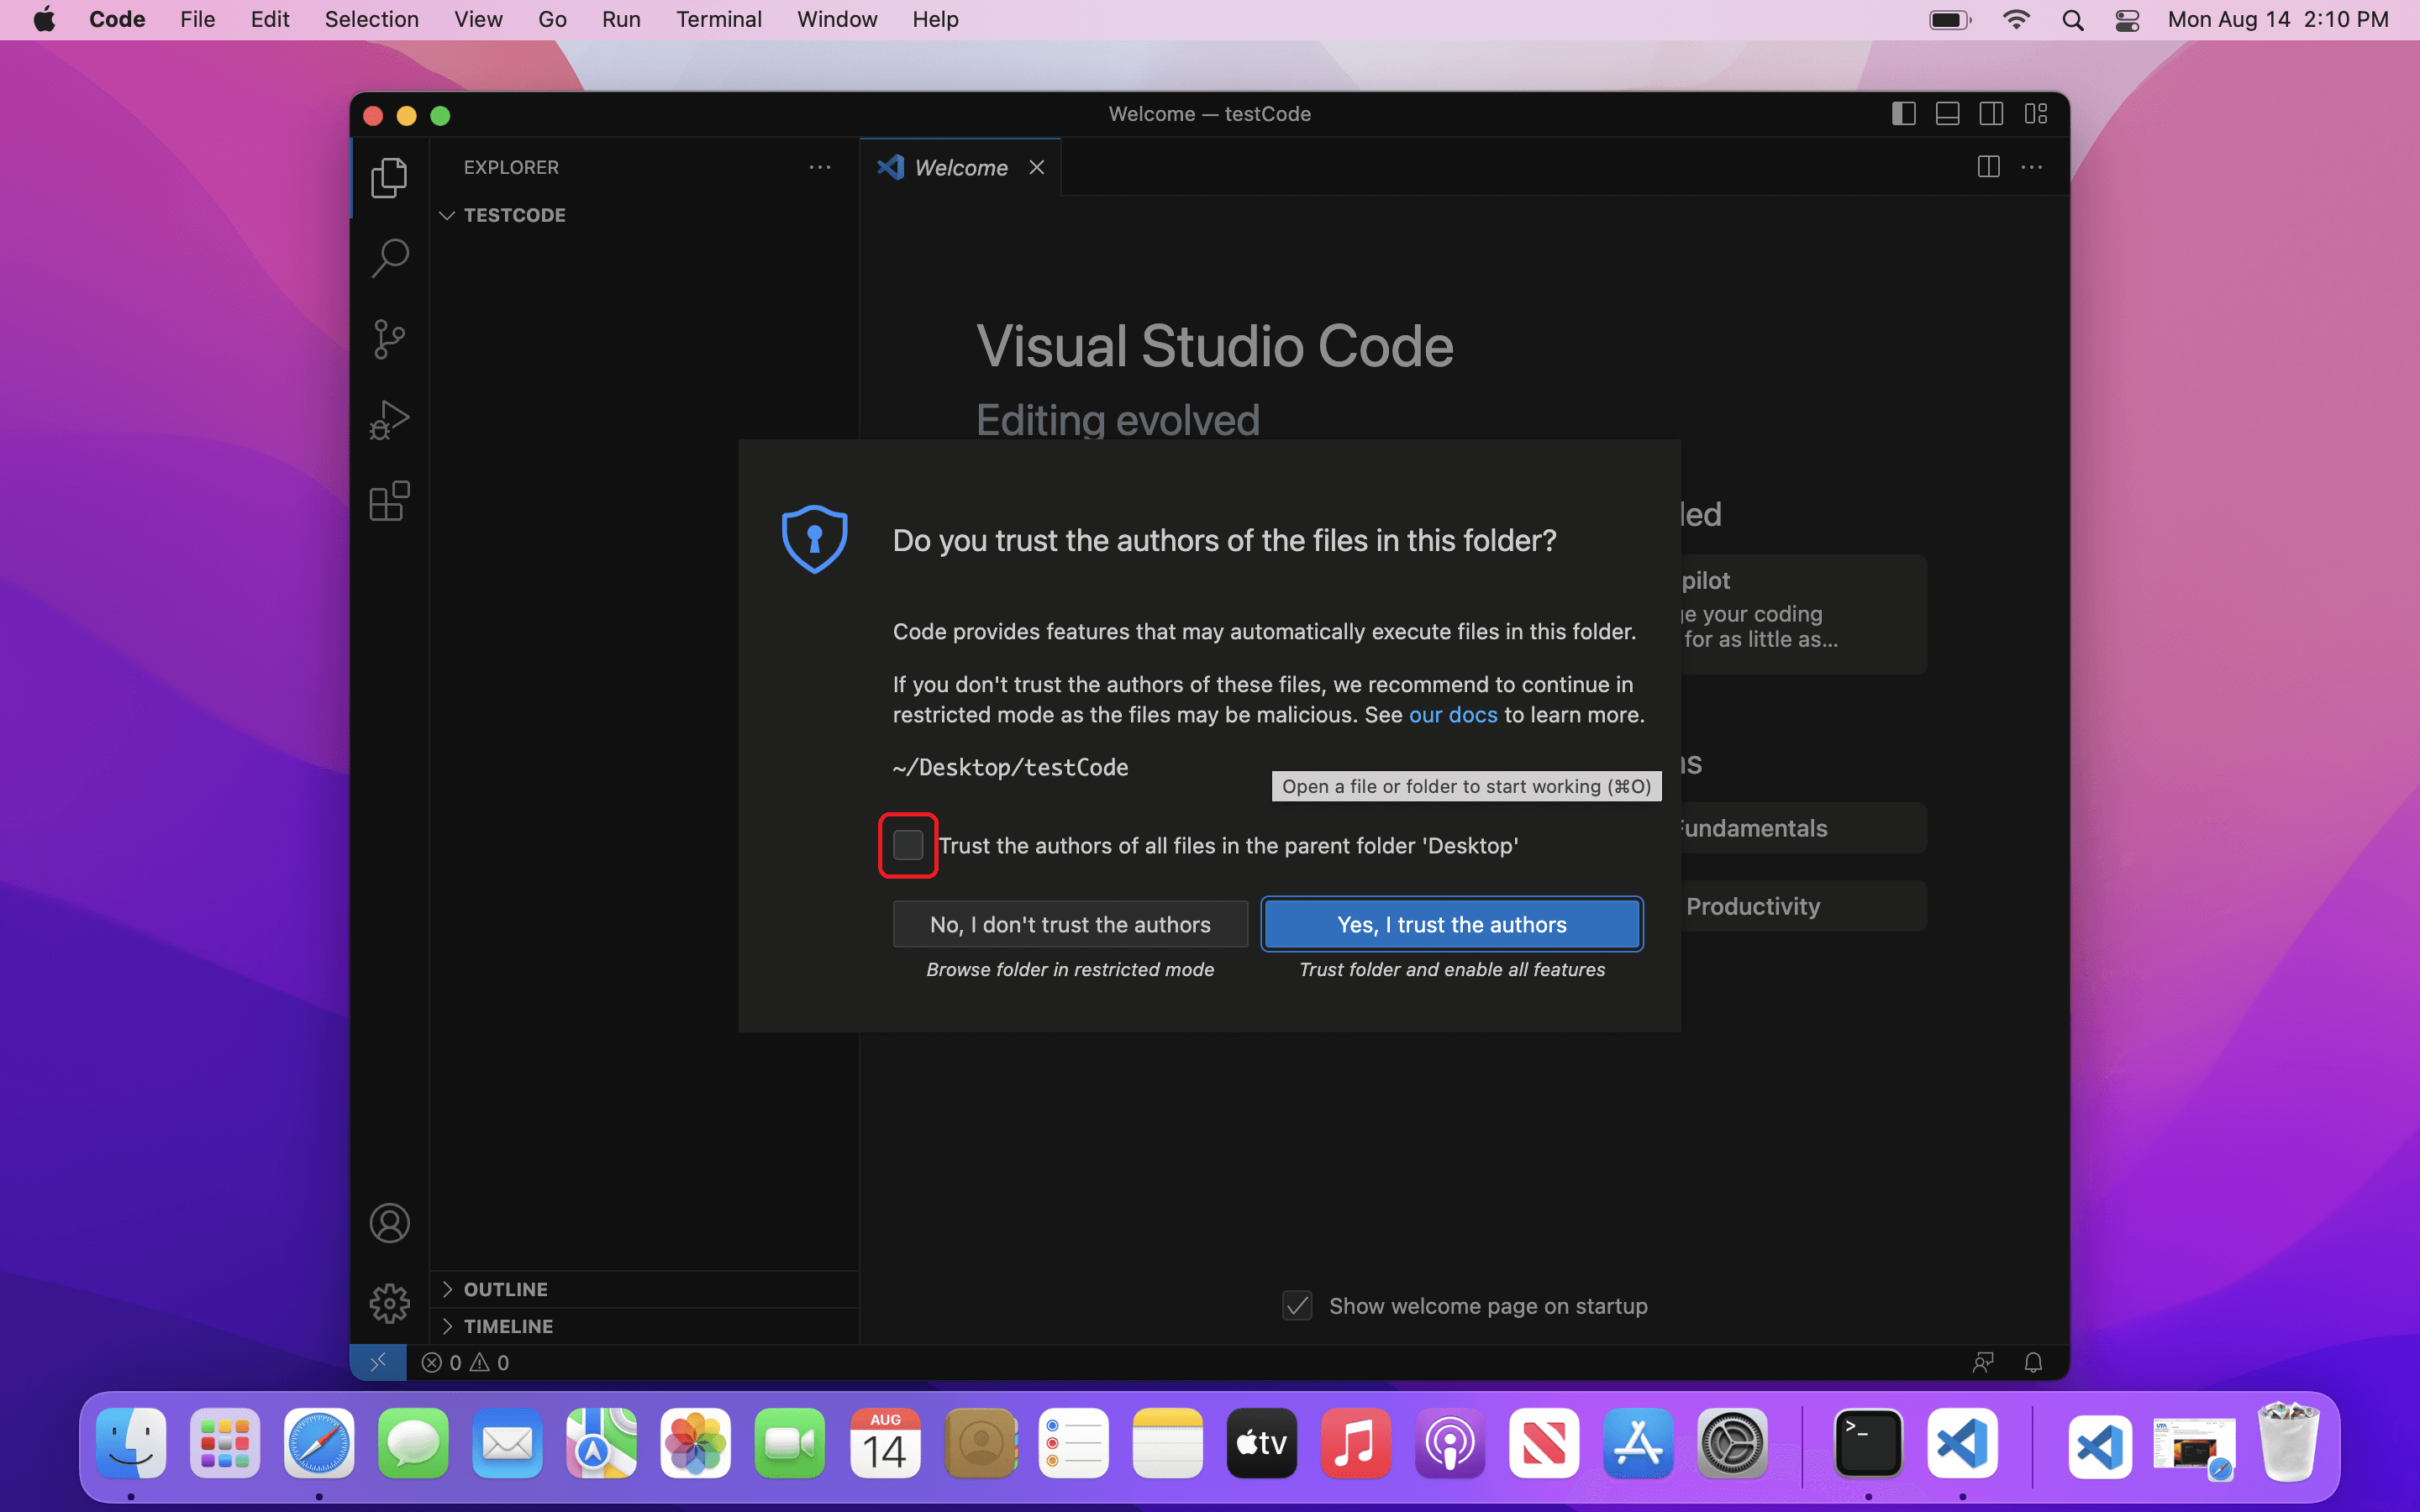 Code File Edit Selection View Go Run Terminal Window Help Mon Aug 14 2:10 PM
Welcome — testCode
EXPLORER
Welcome
TESTCODE
Visual Studio Code
Editing evolved
led
Do you trust the authors of the files in this folder?
pilot
ge your coding
for as little as...
Code provides features that may automatically execute files in this folder.
If you don't trust the authors of these files, we recommend to continue in
restricted mode as the files may be malicious. See our docs to learn more.
~/Desktop/testCode
ns
Open a file or folder to start working (⌘O)
Fundamentals
Trust the authors of all files in the parent folder 'Desktop'
Productivity
No, I don't trust the authors
Yes, I trust the authors
Browse folder in restricted mode
Trust folder and enable all features
OUTLINE
Show welcome page on startup
TIMELINE
0 0
AUG
14
tv
>_